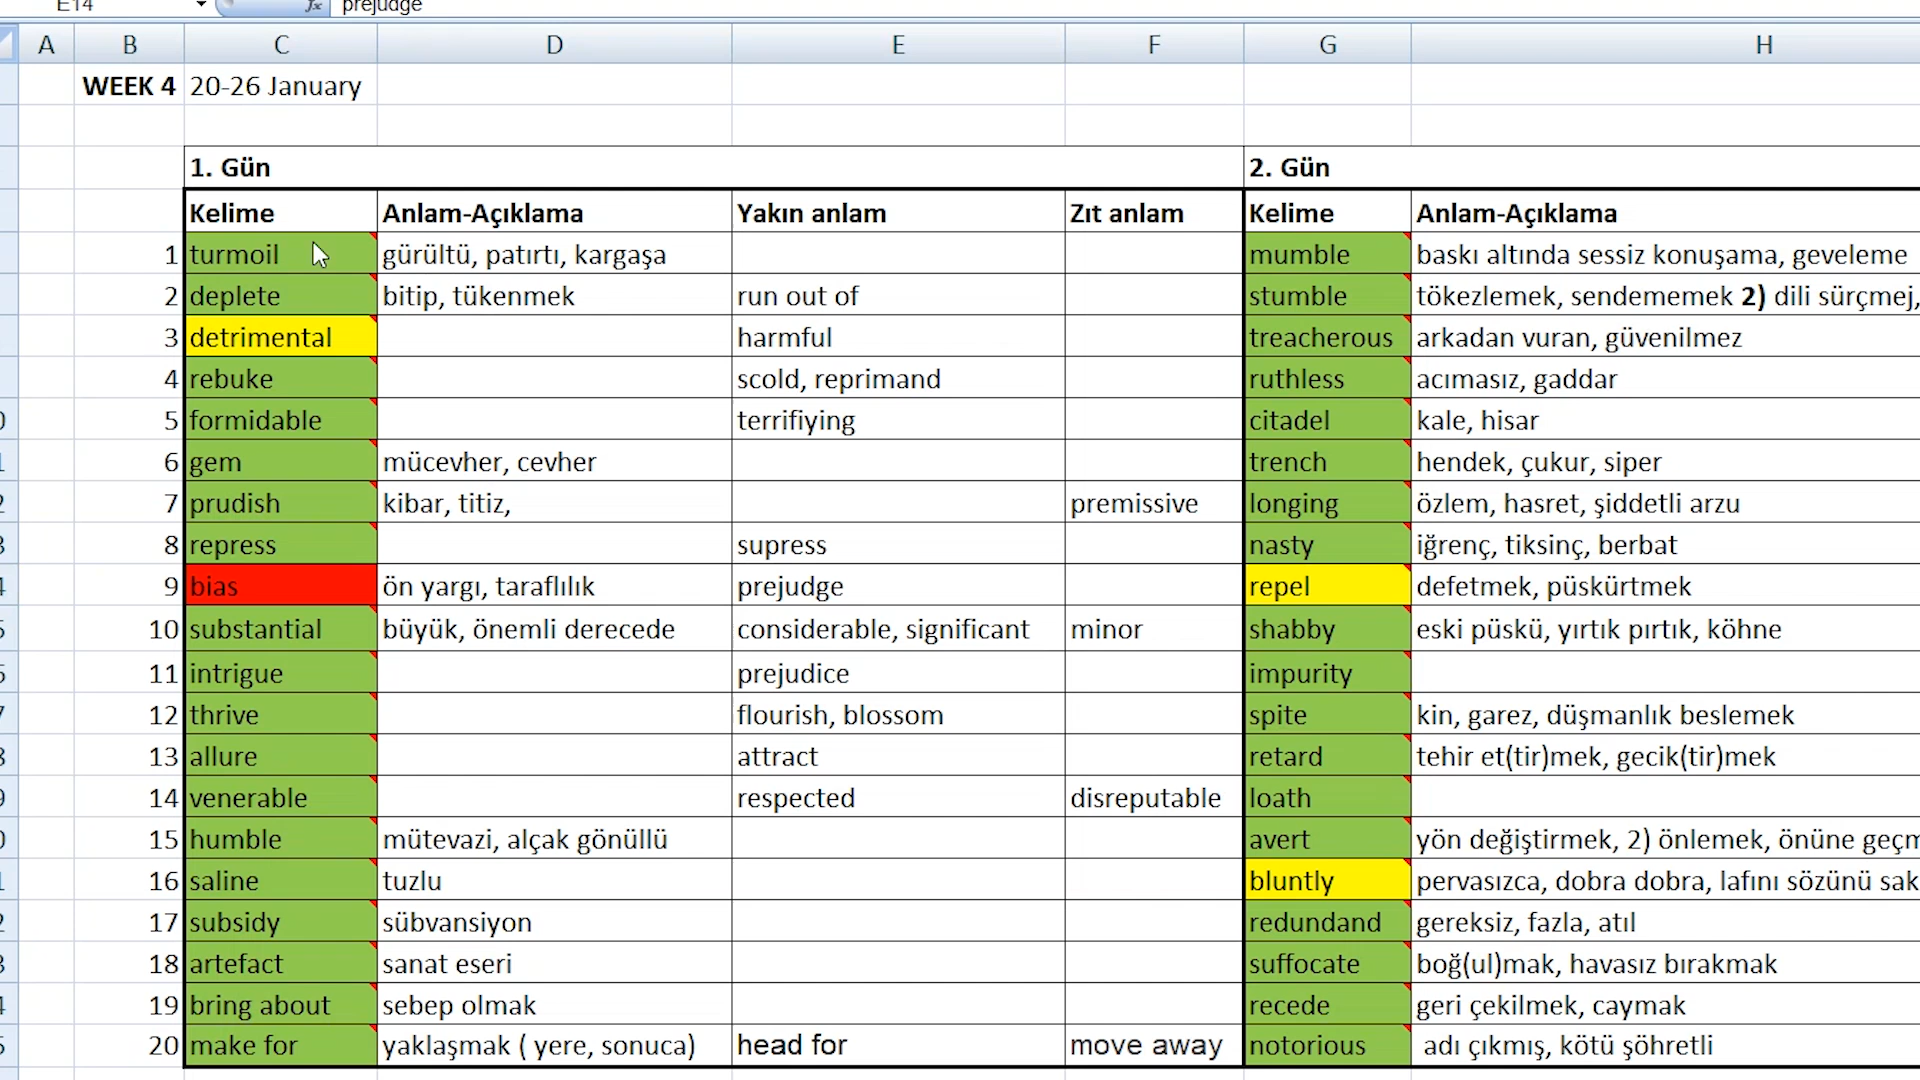 E14 fx prejudge
A B C D E F G H
WEEK 4 20-26 January
1. Gün 2. Gün
Kelime Anlam-Açıklama Yakın anlam Zıt anlam Kelime Anlam-Açıklama
1 turmoil gürültü, patırtı, kargaşa mumble baskı altında sessiz konuşama, geveleme
2 deplete bitip, tükenmek run out of stumble tökezlemek, sendememek 2) dili sürçmej,
3 detrimental harmful treacherous arkadan vuran, güvenilmez
4 rebuke scold, reprimand ruthless acımasız, gaddar
5 formidable terrifiying citadel kale, hisar
6 gem mücevher, cevher trench hendek, çukur, siper
7 prudish kibar, titiz, premissive longing özlem, hasret, şiddetli arzu
8 repress supress nasty iğrenç, tiksinç, berbat
9 bias ön yargı, taraflılık prejudge repel defetmek, püskürtmek
10 substantial büyük, önemli derecede considerable, significant minor shabby eski püskü, yırtık pırtık, köhne
11 intrigue prejudice impurity
12 thrive flourish, blossom spite kin, garez, düşmanlık beslemek
13 allure attract retard tehir et(tir)mek, gecik(tir)mek
14 venerable respected disreputable loath
15 humble mütevazi, alçak gönüllü avert yön değiştirmek, 2) önlemek, önüne
16 saline tuzlu bluntly pervasızca, dobra dobra, lafını sözünü
17 subsidy sübvansiyon redundand gereksiz, fazla, atıl
18 artefact sanat eseri suffocate boğ(ul)mak, havasız bırakmak
19 bring about sebep olmak recede geri çekilmek, caymak
20 make for yaklaşmak ( yere, sonuca) head for move away notorious adı çıkmış, kötü şöhretli